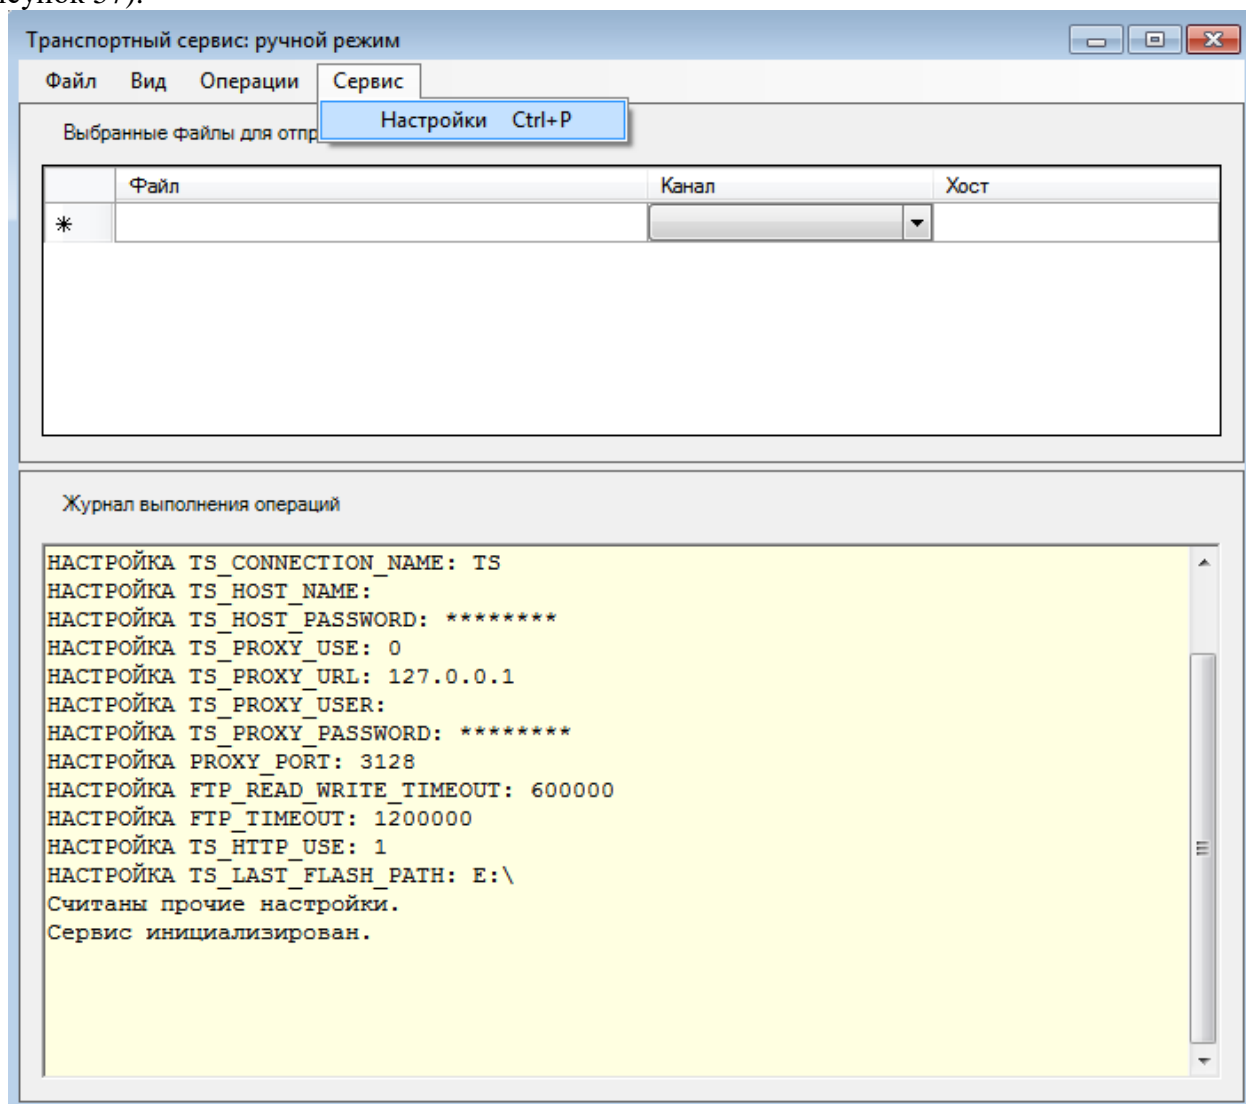 Транспортный сервис: ручной режим
Файл Вид Операции Сервис
Настройки Ctrl+P
Выбранные файлы для
Файл Канал Хост
Журнал выполнения операций
НАСТРОЙКА TS_CONNECTION_NAME: TS
НАСТРОЙКА TS_HOST_NAME:
НАСТРОЙКА TS_HOST_PASSWORD: ********
НАСТРОЙКА TS_PROXY_USE: 0
НАСТРОЙКА TS_PROXY_URL: 127.0.0.1
НАСТРОЙКА TS_PROXY_USER:
НАСТРОЙКА TS_PROXY_PASSWORD: ********
НАСТРОЙКА PROXY_PORT: 3128
НАСТРОЙКА FTP_READ_WRITE_TIMEOUT: 600000
НАСТРОЙКА FTP_TIMEOUT: 1200000
НАСТРОЙКА TS_HTTP_USE: 1
НАСТРОЙКА TS_LAST_FLASH_PATH: E:\
Считаны прочие настройки.
Сервис инициализирован.